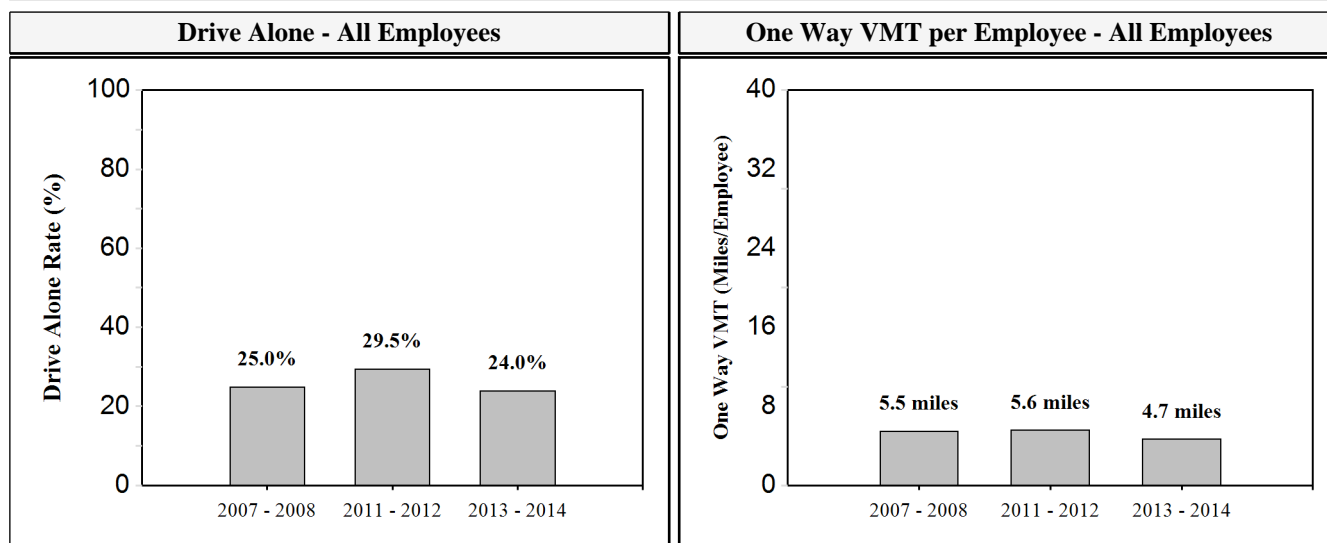 Drive Alone - All Employees
One Way VMT per Employee - All Employees
Drive Alone Rate (%)
100
80
60
40
20
0
25.0%
29.5%
24.0%
2007 - 2008
2011 - 2012
2013 - 2014
One Way VMT (Miles/Employee)
40
32
24
16
8
0
5.5 miles
5.6 miles
4.7 miles
2007 - 2008
2011 - 2012
2013 - 2014